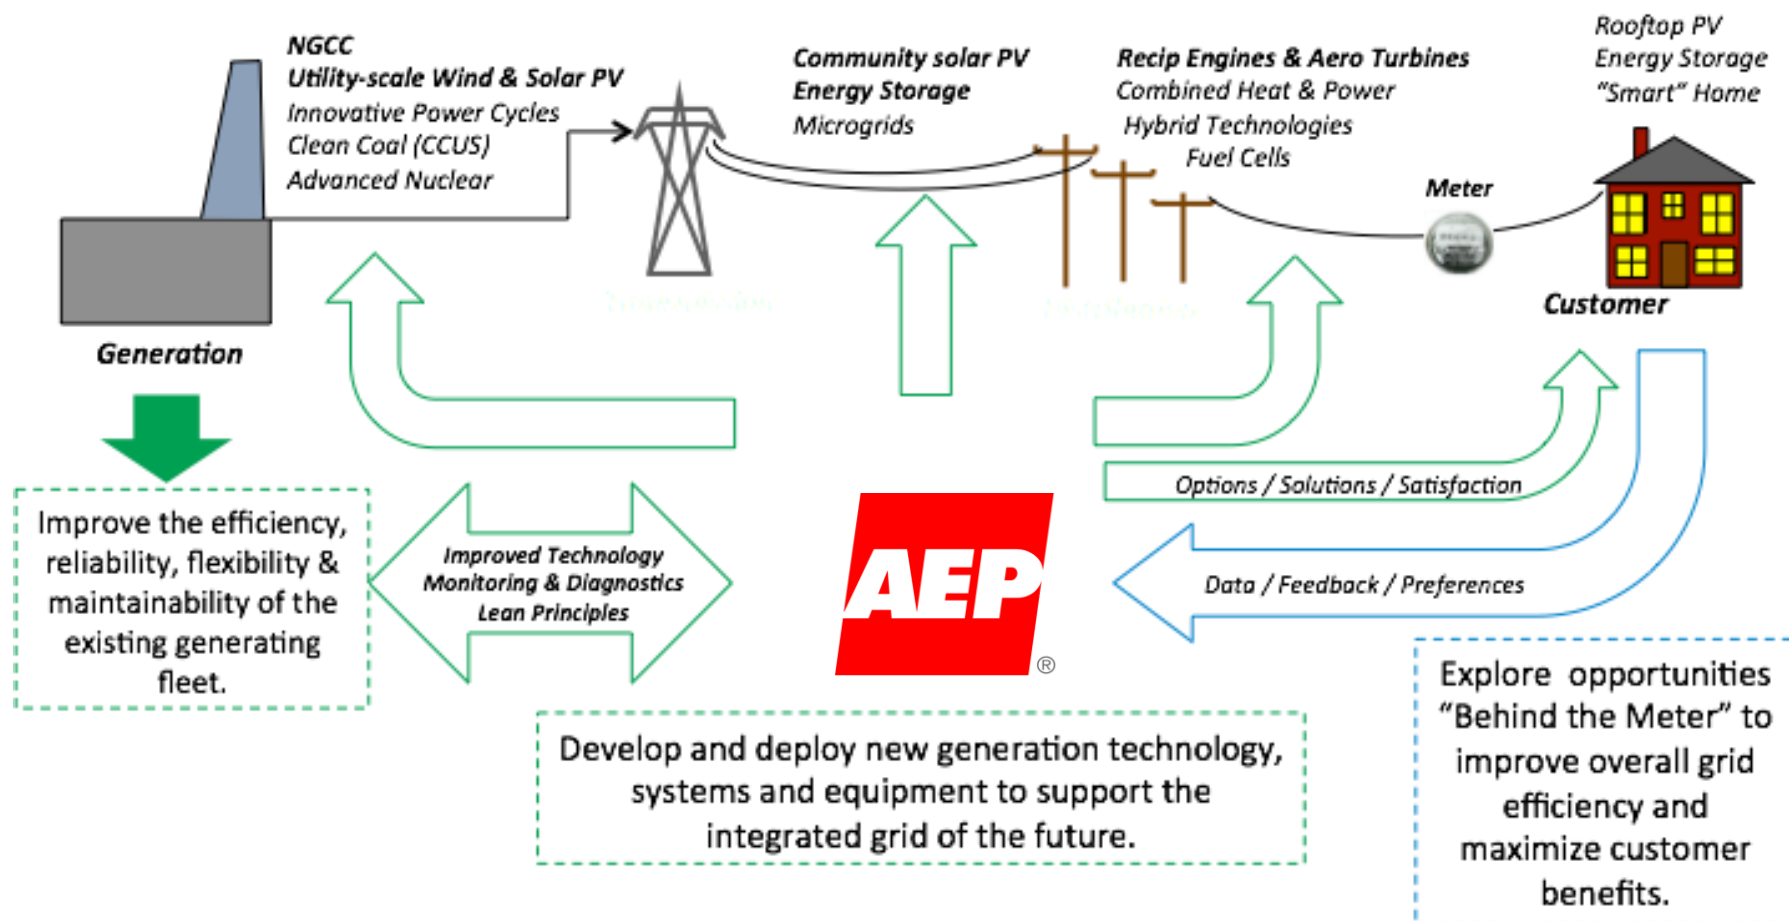 NGCC
Utility-scale Wind & Solar PV
Innovative Power Cycles
Clean Coal (CCUS)
Advanced Nuclear
Community solar PV
Energy Storage
Microgrids
Recip Engines & Aero Turbines
Combined Heat & Power
Hybrid Technologies
Fuel Cells
Rooftop PV
Energy Storage
“Smart” Home
Meter
Generation
Transmission
Distribution
Customer
Options / Solutions / Satisfaction
Data / Feedback / Preferences
Improve the efficiency,
reliability, flexibility &
maintainability of the
existing generating
fleet.
Improved Technology
Monitoring & Diagnostics
Lean Principles
AEP
®
Develop and deploy new generation technology,
systems and equipment to support the
integrated grid of the future.
Explore opportunities
“Behind the Meter” to
improve overall grid
efficiency and
maximize customer
benefits.